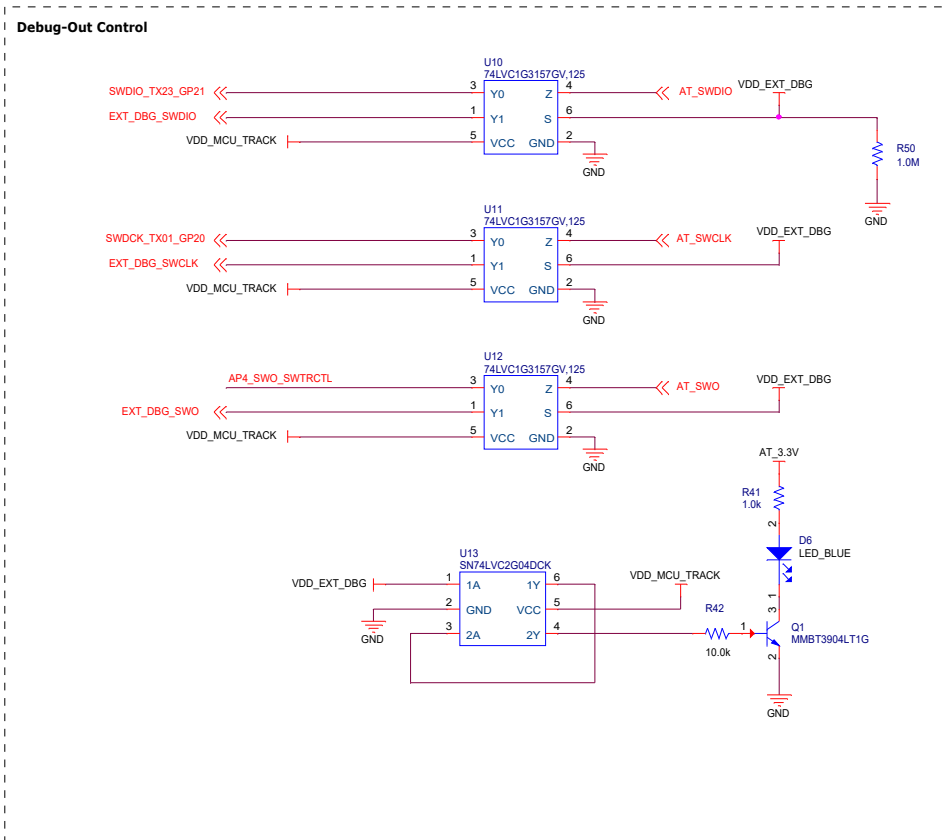 Debug-Out Control
U10
74LVC1G3157GV,125
SWDIO_TX23_GP21 3 Y0 Z 4 AT_SWDIO VDD_EXT_DBG
EXT_DBG_SWDIO 1 Y1 S 6
VDD_MCU_TRACK 5 VCC GND 2
GND
R50
1.0M
GND
U11
74LVC1G3157GV,125
SWDCK_TX01_GP20 3 Y0 Z 4 AT_SWCLK VDD_EXT_DBG
EXT_DBG_SWCLK 1 Y1 S 6
VDD_MCU_TRACK 5 VCC GND 2
GND
U12
74LVC1G3157GV,125
AP4_SWO_SWTRCTL 3 Y0 Z 4 AT_SWO VDD_EXT_DBG
EXT_DBG_SWO 1 Y1 S 6
VDD_MCU_TRACK 5 VCC GND 2
GND
AT_3.3V
R41
1.0k
2
D6
LED_BLUE
1
U13
SN74LVC2G04DCK
VDD_EXT_DBG 1 1A 1Y 6 VDD_MCU_TRACK
2 GND VCC 5
GND
3 2A 2Y 4
R42
10.0k
1
3
Q1
MMBT3904LT1G
2
GND